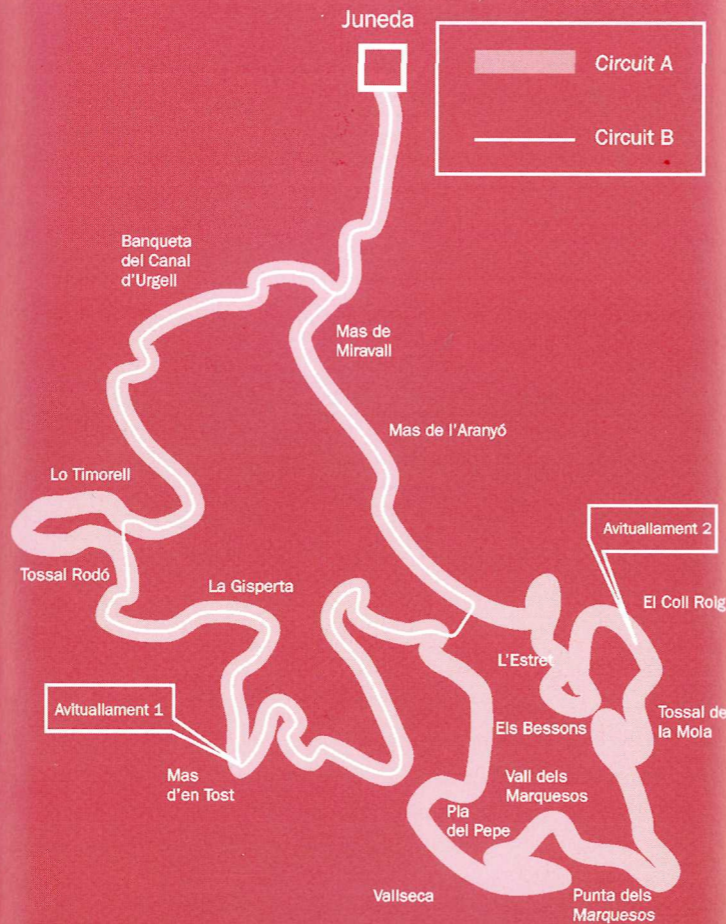 Juneda
Circuit A
Circuit B
Banqueta
del Canal
d'Urgell
Mas de
Miravall
Mas de l'Aranyó
Lo Timorell
Avituallament 2
Tossal Rodó
La Gisperta
El Coll Roig
L'Estret
Avituallament 1
Els Bessons
Tossal de
la Mola
Mas
d'en Tost
Vall dels
Marquesos
Pla
del Pepe
Vallseca
Punta dels
Marquesos